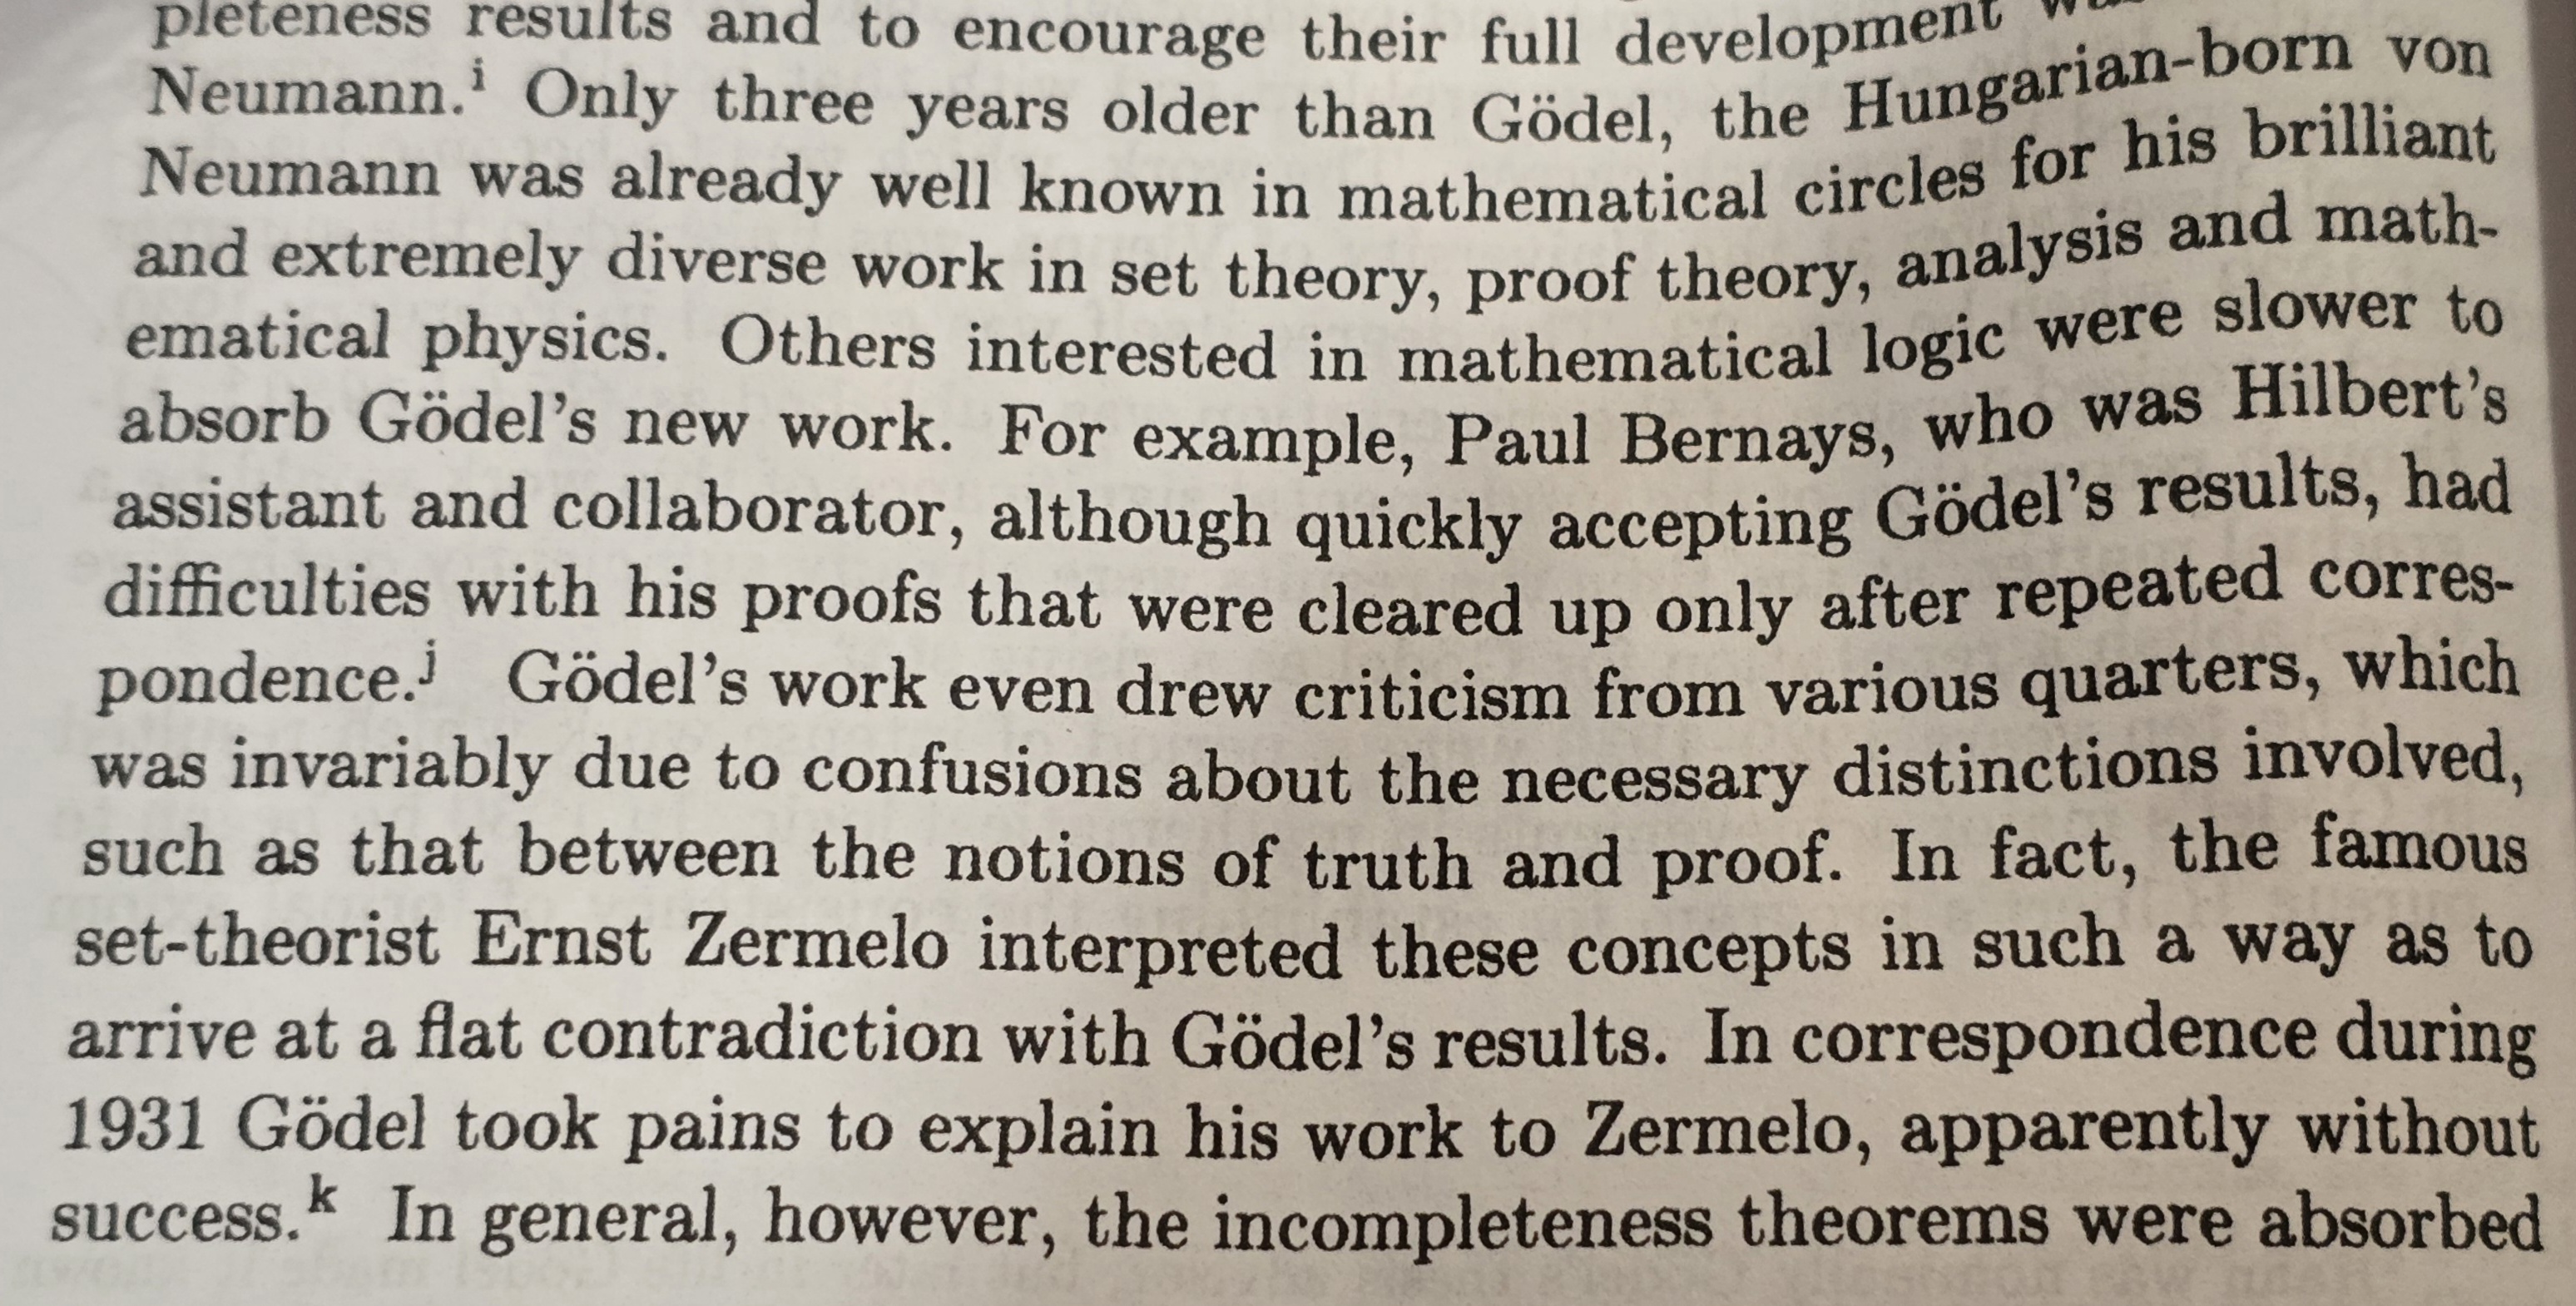 pleteness results and to encourage their full development
Neumann.i Only three years older than Gödel, the Hungarian-born von
Neumann was already well known in mathematical circles for his brilliant
and extremely diverse work in set theory, proof theory, analysis and math-
ematical physics. Others interested in mathematical logic were slower to
absorb Gödel's new work. For example, Paul Bernays, who was Hilbert's
assistant and collaborator, although quickly accepting Gödel's results, had
difficulties with his proofs that were cleared up only after repeated corres-
pondence.j Gödel's work even drew criticism from various quarters, which
was invariably due to confusions about the necessary distinctions involved,
such as that between the notions of truth and proof. In fact, the famous
set-theorist Ernst Zermelo interpreted these concepts in such a way as to
arrive at a flat contradiction with Gödel's results. In correspondence during
1931 Gödel took pains to explain his work to Zermelo, apparently without
success.k In general, however, the incompleteness theorems were absorbed